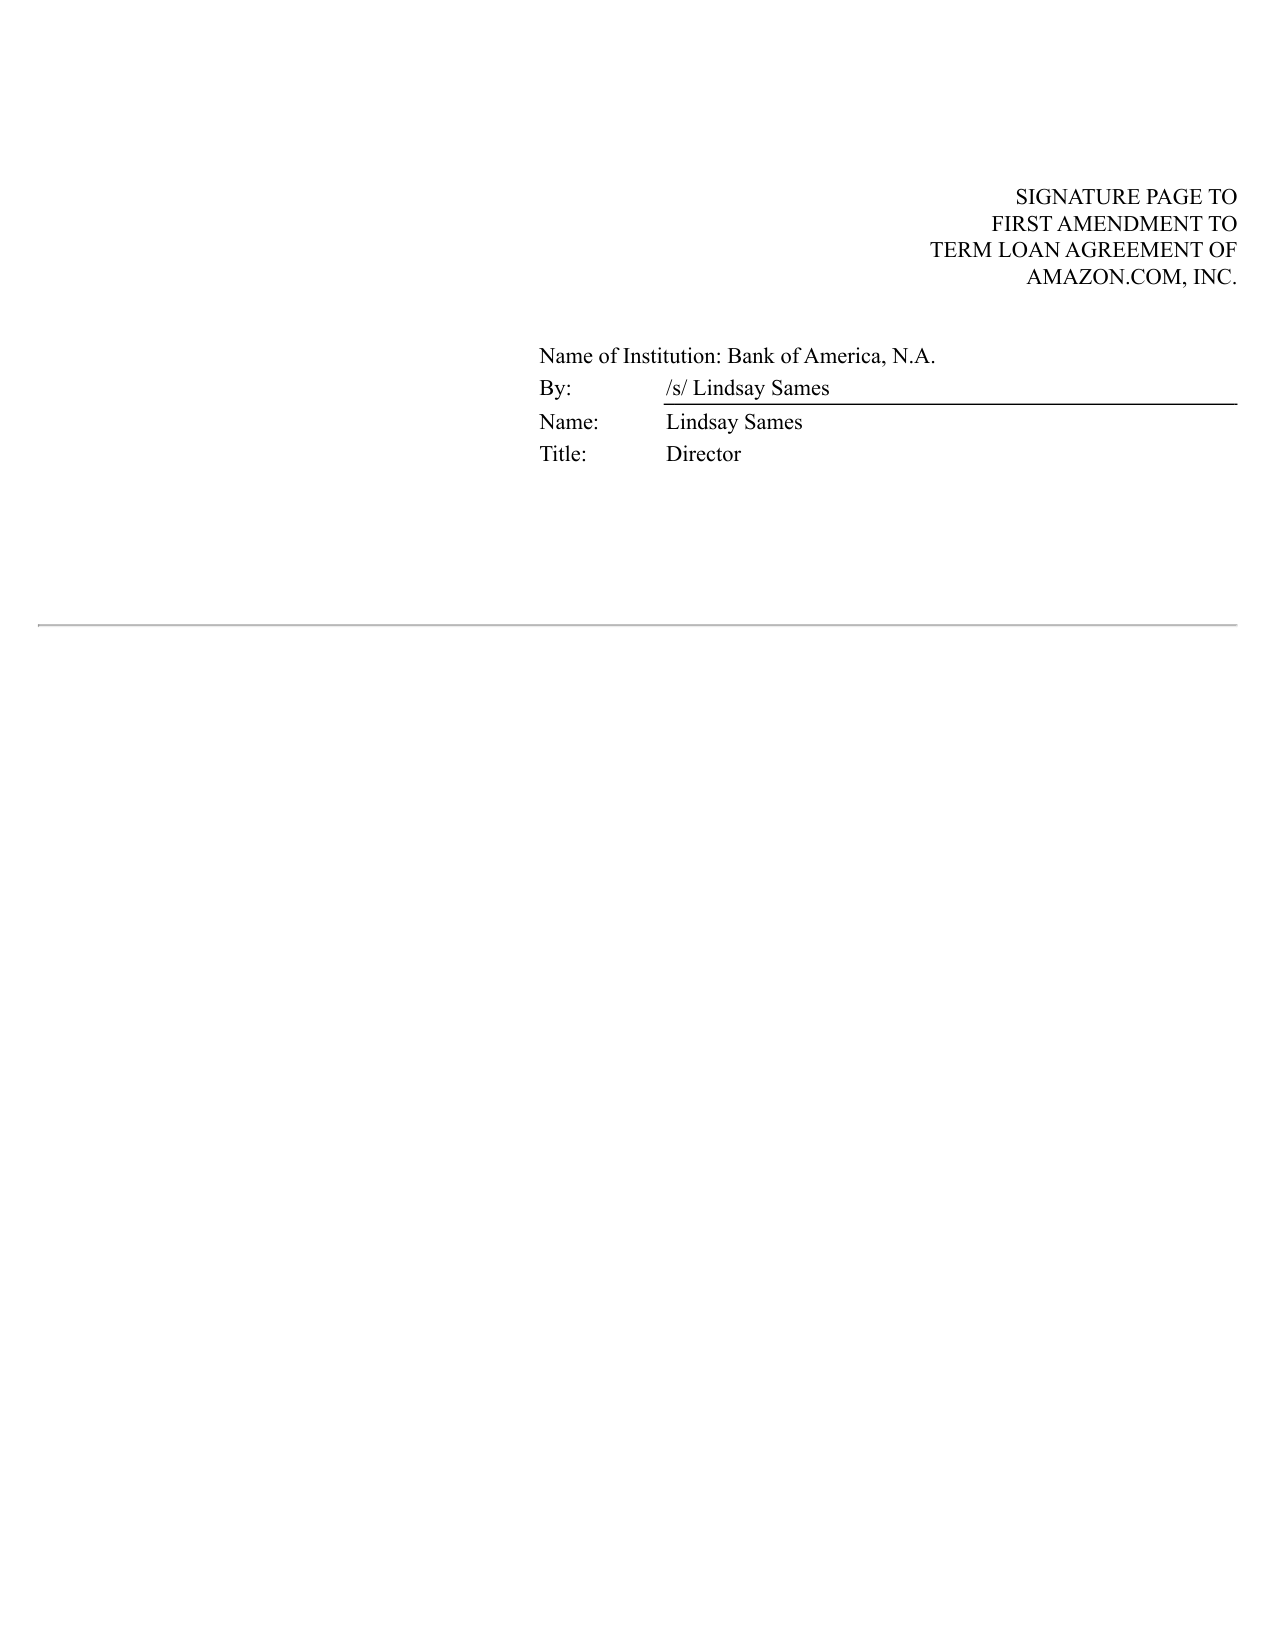 SIGNATURE PAGE TO
FIRST AMENDMENT TO
TERM LOAN AGREEMENT OF
AMAZON.COM, INC.
Name of Institution: Bank of America, N.A.
By: /s/ Lindsay Sames
Name: Lindsay Sames
Title: Director